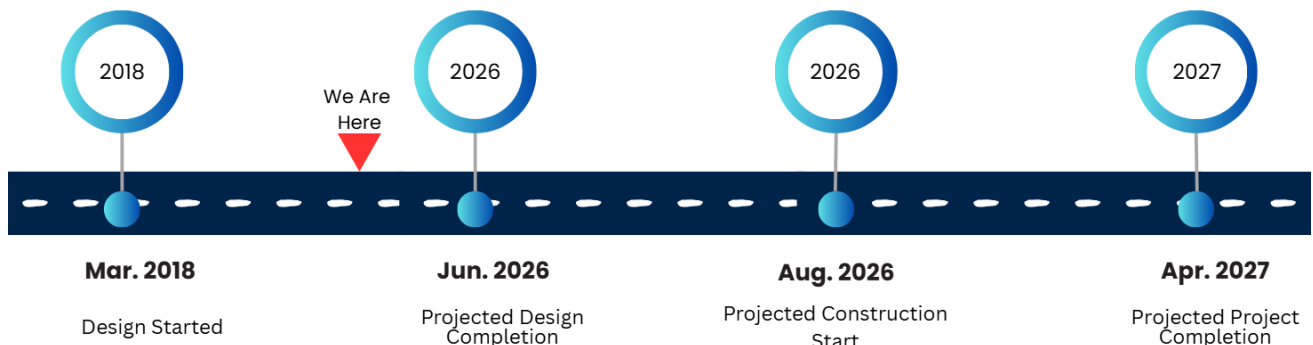 2018
2026
2026
2027
We Are
Here
Mar. 2018
Jun. 2026
Aug. 2026
Apr. 2027
Design Started
Projected Design
Completion
Projected Construction
Start
Projected Project
Completion